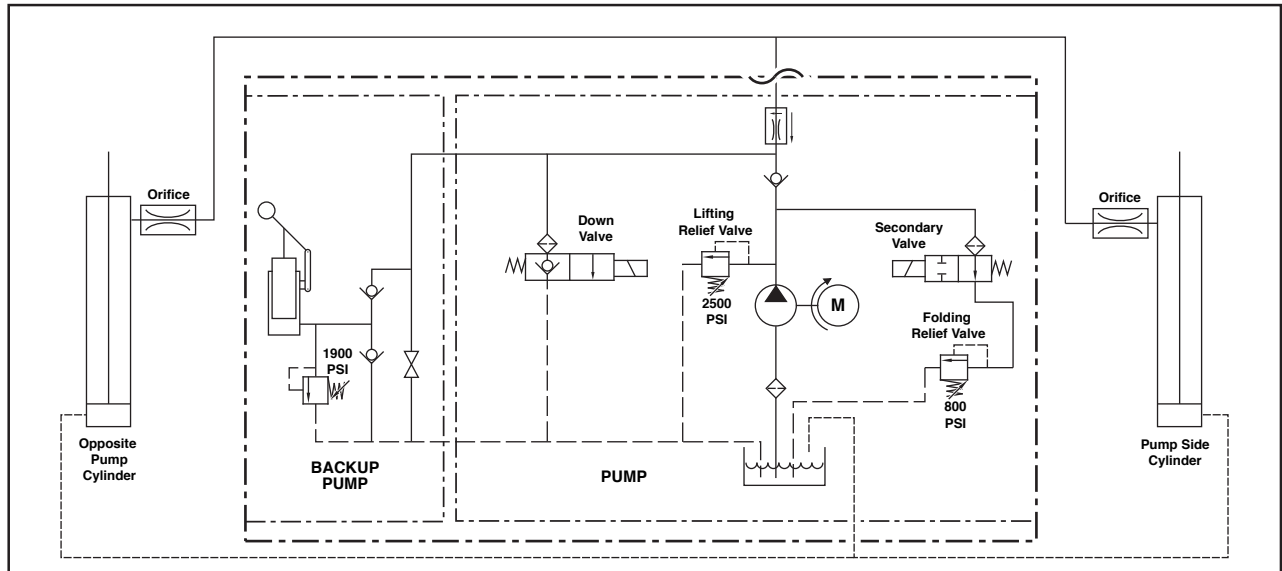 Orifice
Opposite
Pump
Cylinder
1900
PSI
BACKUP
PUMP
Down
Valve
PUMP
Lifting
Relief Valve
2500
PSI
M
Secondary
Valve
Folding
Relief Valve
800
PSI
Orifice
Pump Side
Cylinder